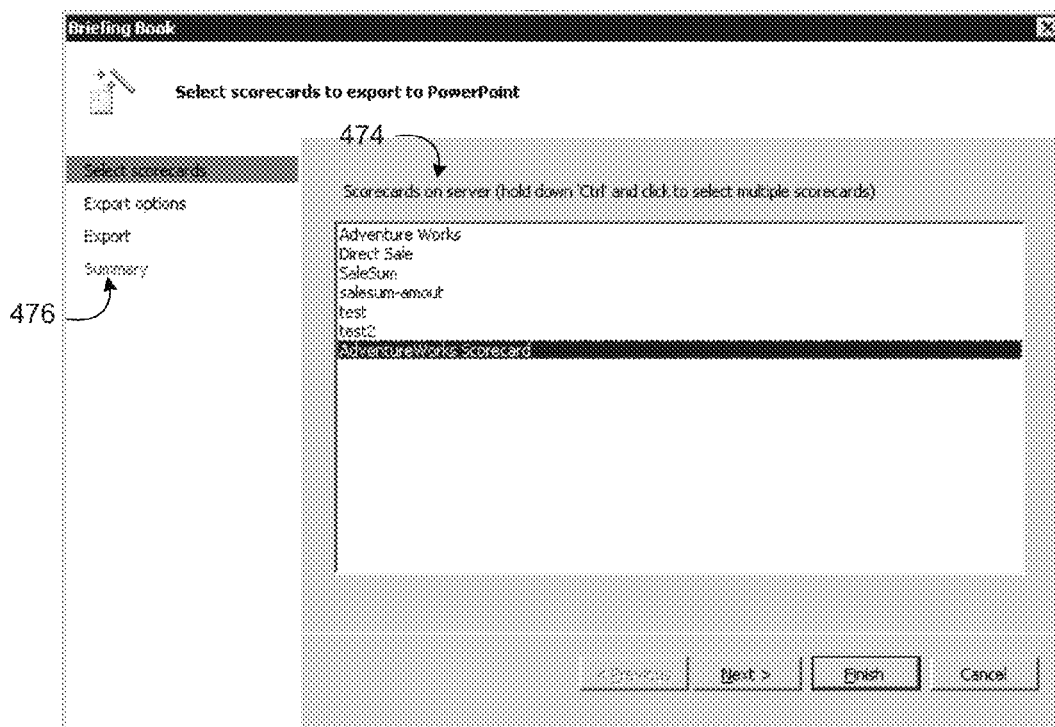 Briefing Book
Select scorecards to export to PowerPoint
474
Select scorecards
Scorecards on server (hold down 'Ctrl' and click to select multiple scorecards)
Export options
Export
Summary
476
Adventure Works
Direct Sale
SaleSum
salesum-amout
test
test2
AdventureWorks Scorecard
< Previous
Next >
Finish
Cancel